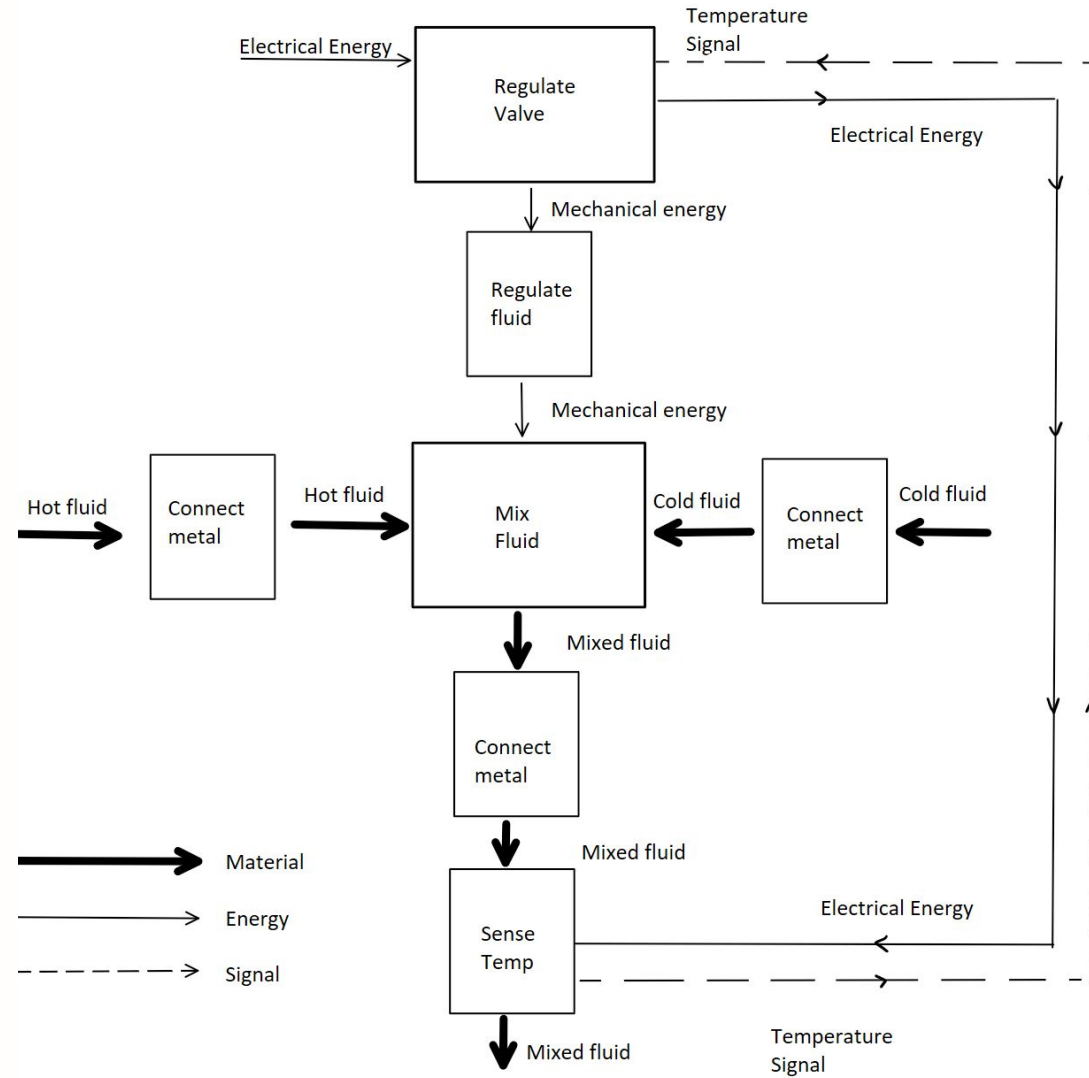 Temperature
Signal
Electrical Energy
Regulate
Valve
Electrical Energy
Mechanical energy
Regulate
fluid
Mechanical energy
Hot fluid
Connect
metal
Hot fluid
Mix
Fluid
Cold fluid
Connect
metal
Cold fluid
Mixed fluid
Connect
metal
Mixed fluid
Material
Energy
Signal
Sense
Temp
Electrical Energy
Mixed fluid
Temperature
Signal